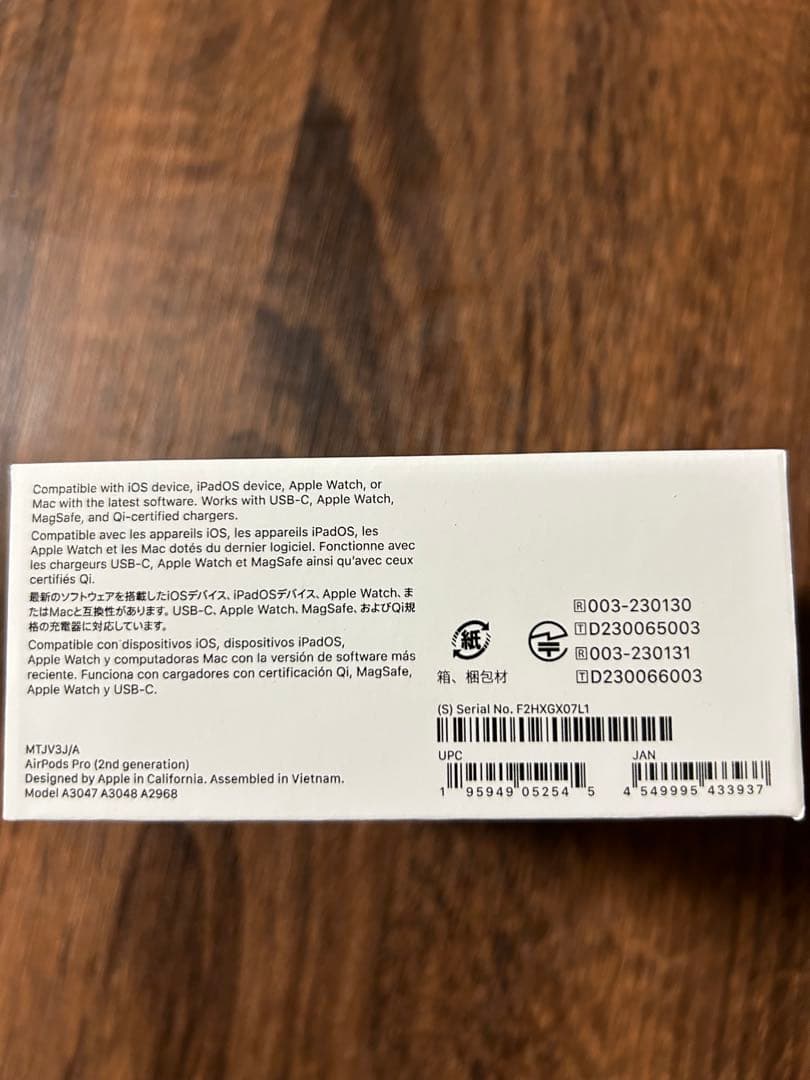 Compatible with iOS device, iPadOS device, Apple Watch, or
Mac with the latest software. Works with USB-C, Apple Watch,
MagSafe, and Qi-certified chargers.
Compatible avec les appareils iOS, les appareils iPadOS, les
Apple Watch et les Mac dotés du dernier logiciel. Fonctionne avec
les chargeurs USB-C, Apple Watch et MagSafe ainsi qu'avec ceux
certifiés Qi.
最新のソフトウェアを搭載したiOSデバイス、iPadOSデバイス、Apple Watch、ま
たはMacと互換性があります。USB-C、Apple Watch、MagSafe、およびQi規
格の充電器に対応しています。
Compatible con dispositivos iOS, dispositivos iPadOS,
Apple Watch y computadoras Mac con la versión de software más
reciente. Funciona con cargadores con certificación Qi, MagSafe,
Apple Watch y USB-C.
MTJV3J/A
AirPods Pro (2nd generation)
Designed by Apple in California. Assembled in Vietnam.
Model A3047 A3048 A2968
紙
箱、梱包材
R 003-230130
T D230065003
R 003-230131
T D230066003
(S) Serial No. F2HXGX07L1
UPC
1 95949 05254 5
JAN
4 549995 433937